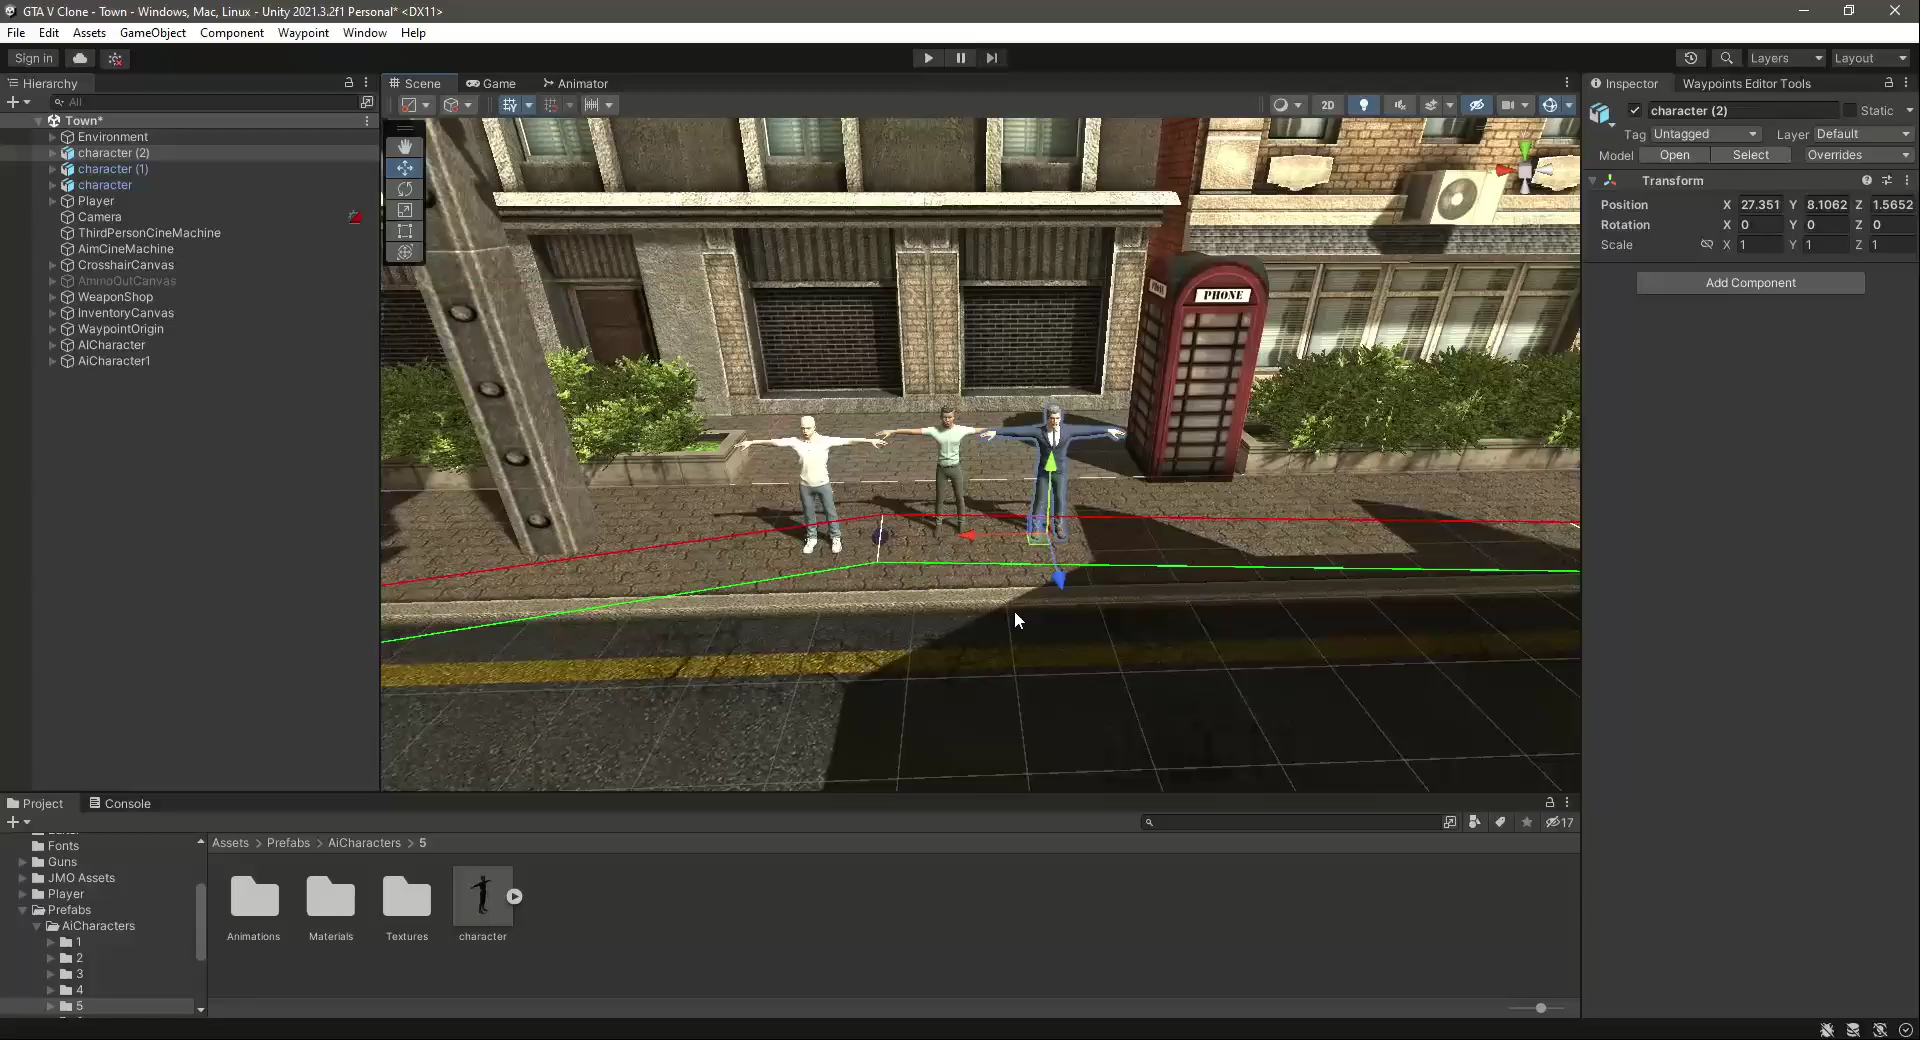 GTA V Clone - Town - Windows, Mac, Linux - Unity 2021.3.2f1 Personal* <DX11>
File Edit Assets GameObject Component Waypoint Window Help
Sign in
Layers
Layout
Hierarchy
All
Town*
Environment
character (2)
character (1)
character
Player
Camera
ThirdPersonCineMachine
AimCineMachine
CrosshairCanvas
AmmoOutCanvas
WeaponShop
InventoryCanvas
WaypointOrigin
AICharacter
AiCharacter1
Scene Game Animator
2D
PHONE
Inspector Waypoints Editor Tools
character (2) Static
Tag Untagged Layer Default
Model Open Select Overrides
Transform
Position X 27.351 Y 8.1062 Z 1.5652
Rotation X 0 Y 0 Z 0
Scale X 1 Y 1 Z 1
Add Component
Project Console
17
Fonts
Guns
JMO Assets
Player
Prefabs
AiCharacters
1
2
3
4
5
Assets > Prefabs > AiCharacters > 5
Animations Materials Textures character